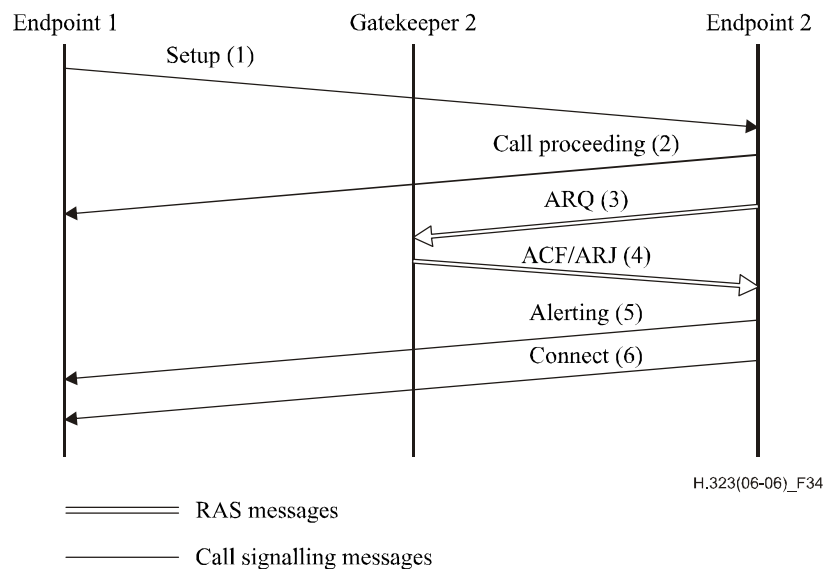 Endpoint 1
Gatekeeper 2
Endpoint 2
Setup (1)
Call proceeding (2)
ARQ (3)
ACF/ARJ (4)
Alerting (5)
Connect (6)
H.323(06-06)_F34
RAS messages
Call signalling messages